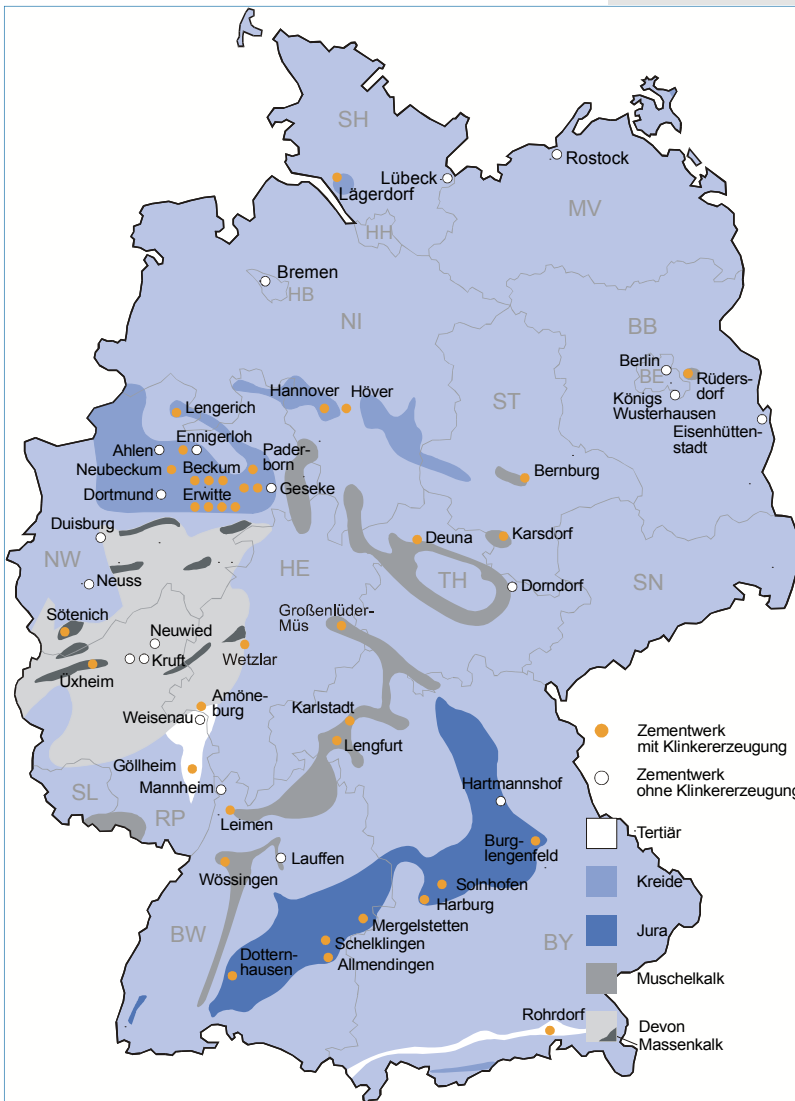 SH
Rostock
Lübeck
Lägerdorf
MV
HH
Bremen
HB
NI
BB
Berlin
BE
Rüders-
dorf
Königs
Wusterhausen
Eisenhütten-
stadt
Hannover
Höver
Lengerich
ST
Ennigerloh
Ahlen
Pader-
born
Neubeckum
Beckum
Bernburg
Dortmund
Erwitte
Geseke
Duisburg
Deuna
Karsdorf
NW
HE
TH
SN
Neuss
Dorndorf
Großenlüder-
Müs
Sötenich
Neuwied
Kruft
Wetzlar
Üxheim
Amöne-
burg
Weisenau
Karlstadt
Lengfurt
Zementwerk
mit Klinkererzeugung
Göllheim
Mannheim
Hartmannshof
Zementwerk
ohne Klinkererzeugung
SL
RP
Leimen
Tertiär
Burg-
lengenfeld
Lauffen
Wössingen
Solnhofen
Kreide
Harburg
Mergelstetten
BW
Jura
BY
Schelklingen
Dottern-
hausen
Allmendingen
Muschelkalk
Rohrdorf
Devon
Massenkalk